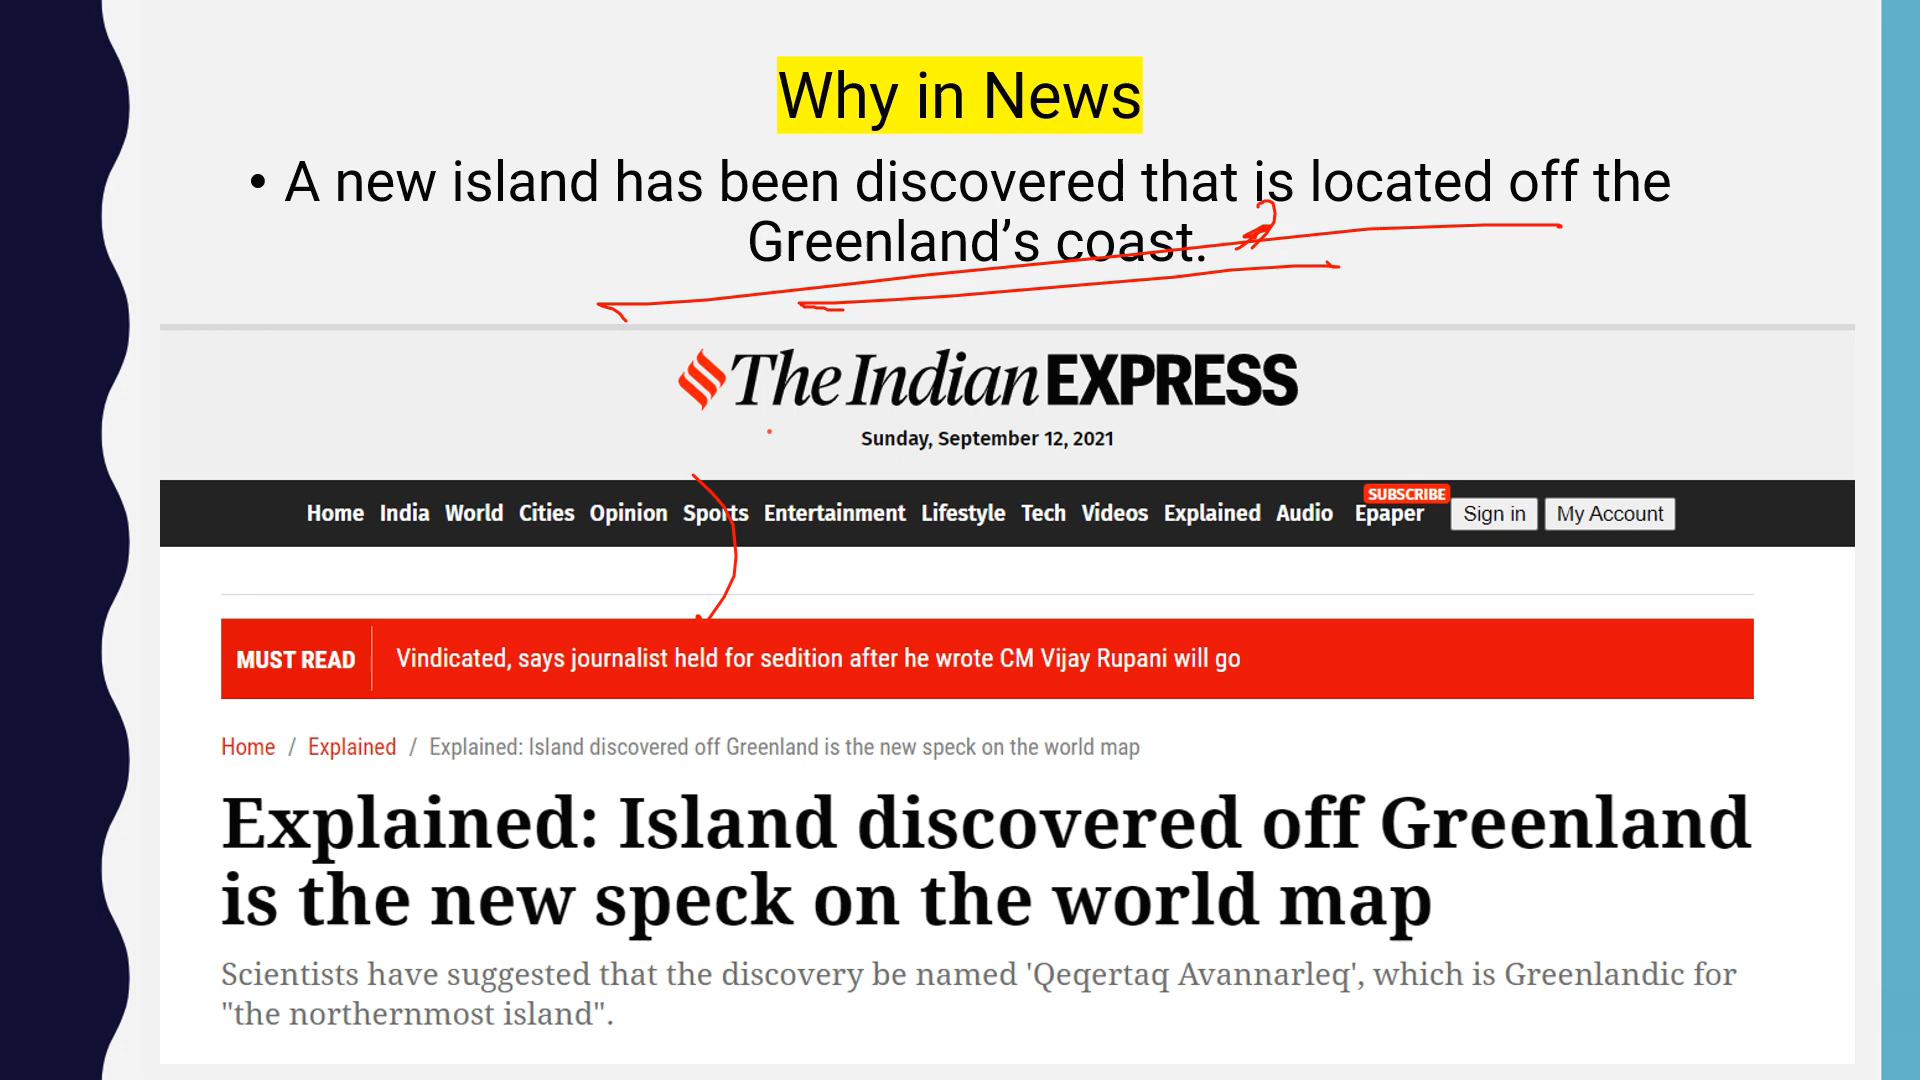 Why in News
• A new island has been discovered that is located off the
Greenland’s coast.
The Indian EXPRESS
Sunday, September 12, 2021
SUBSCRIBE
Home India World Cities Opinion Sports Entertainment Lifestyle Tech Videos Explained Audio Epaper Sign in My Account
MUST READ Vindicated, says journalist held for sedition after he wrote CM Vijay Rupani will go
Home / Explained / Explained: Island discovered off Greenland is the new speck on the world map
Explained: Island discovered off Greenland
is the new speck on the world map
Scientists have suggested that the discovery be named 'Qeqertaq Avannarleq', which is Greenlandic for
"the northernmost island".